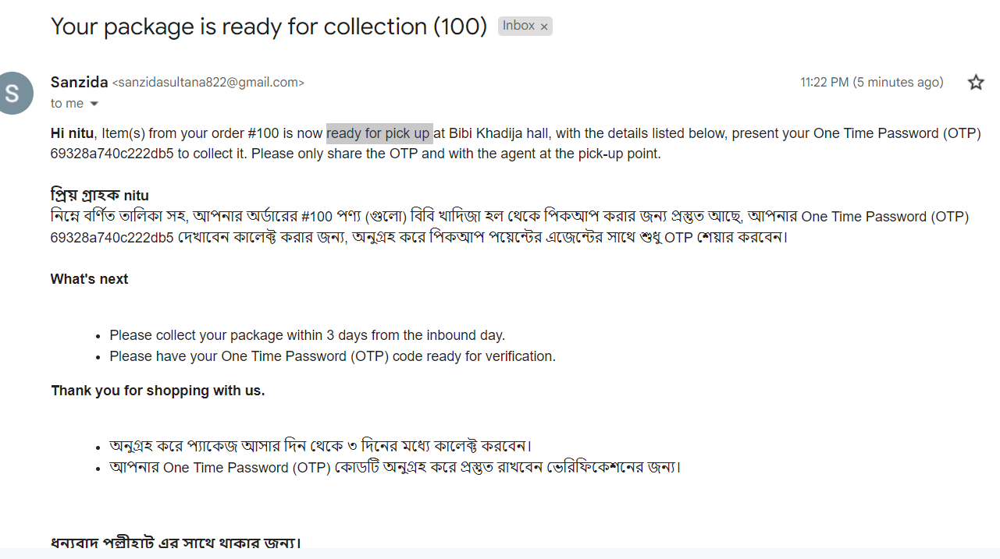 Your package is ready for collection (100) Inbox ×
S
Sanzida <sanzidasultana822@gmail.com> 11:22 PM (5 minutes ago)
to me
Hi nitu, Item(s) from your order #100 is now ready for pick up at Bibi Khadija hall, with the details listed below, present your One Time Password (OTP)
69328a740c222db5 to collect it. Please only share the OTP and with the agent at the pick-up point.
প্রিয় গ্রাহক nitu
নিম্নে বর্ণিত তালিকা সহ, আপনার অর্ডারের #100 পণ্য (গুলো) বিবি খাদিজা হল থেকে পিকআপ করার জন্য প্রস্তুত আছে, আপনার One Time Password (OTP)
69328a740c222db5 দেখাবেন কালেক্ট করার জন্য, অনুগ্রহ করে পিকআপ পয়েন্টের এজেন্টের সাথে শুধু OTP শেয়ার করবেন।
What's next
• Please collect your package within 3 days from the inbound day.
• Please have your One Time Password (OTP) code ready for verification.
Thank you for shopping with us.
• অনুগ্রহ করে প্যাকেজ আসার দিন থেকে ৩ দিনের মধ্যে কালেক্ট করবেন।
• আপনার One Time Password (OTP) কোডটি অনুগ্রহ করে প্রস্তুত রাখবেন ভেরিফিকেশনের জন্য।
ধন্যবাদ পল্লীহাট এর সাথে থাকার জন্য।